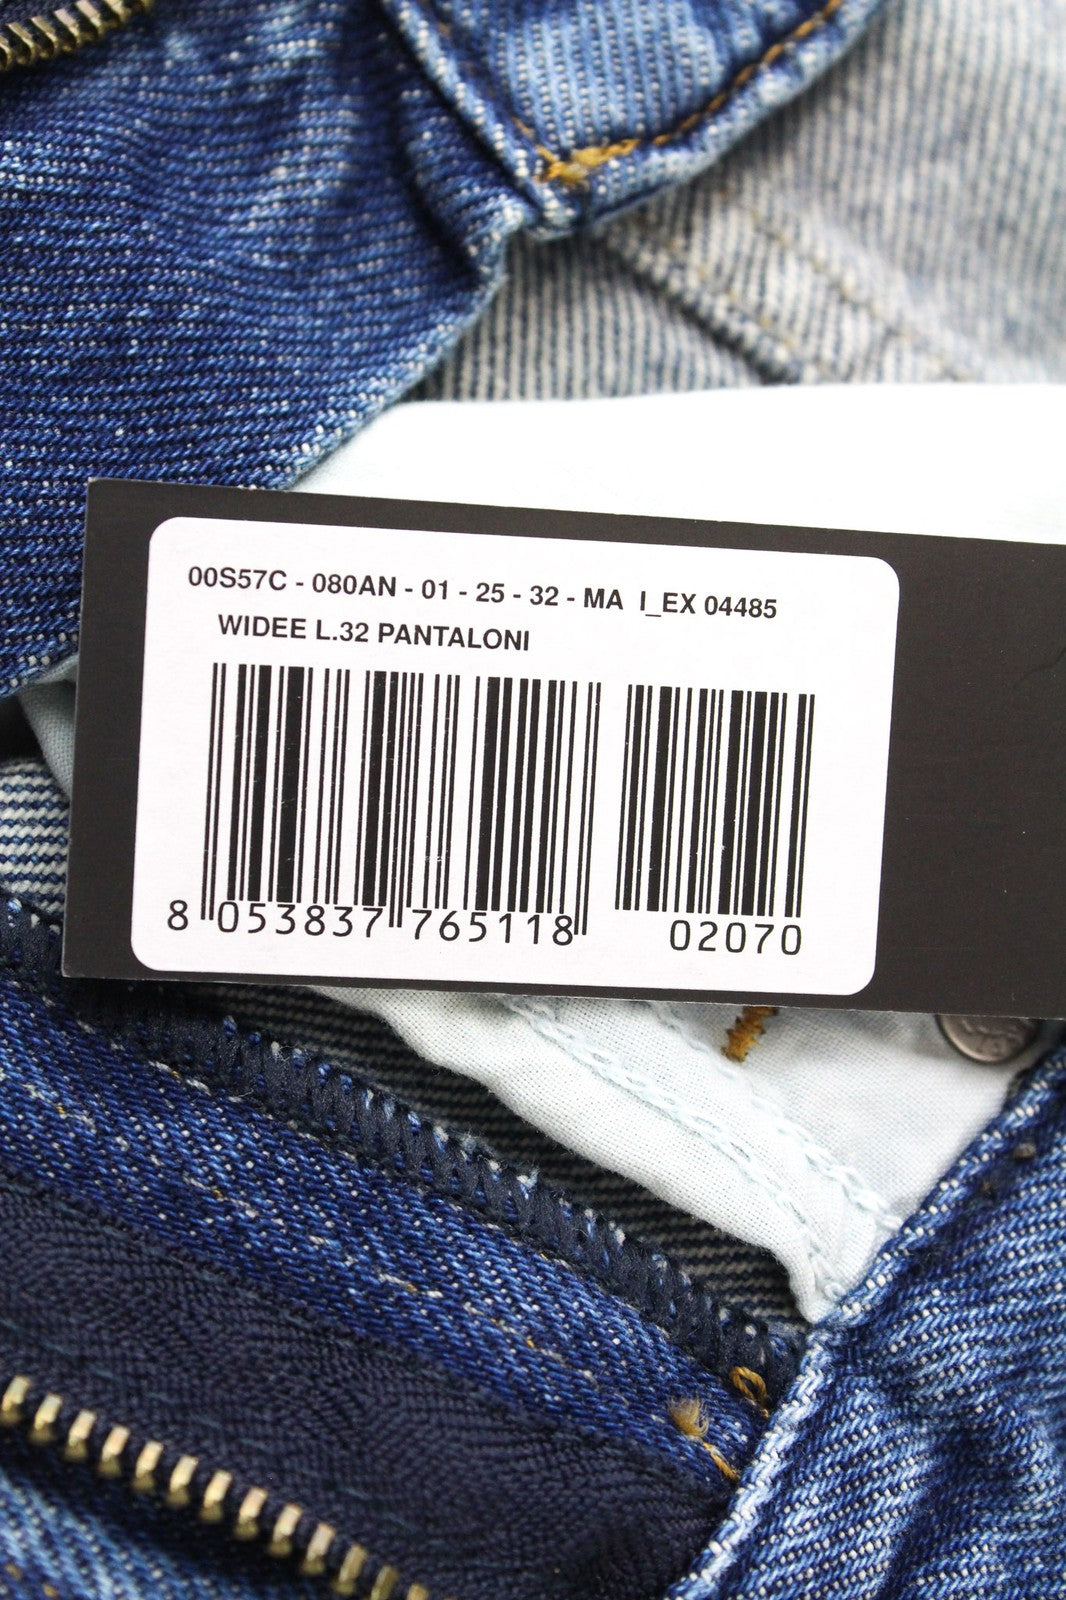 00S57C - 080AN - 01 - 25 - 32 - MA I_EX 04485
WIDEE L.32 PANTALONI
8 053837 765118 02070